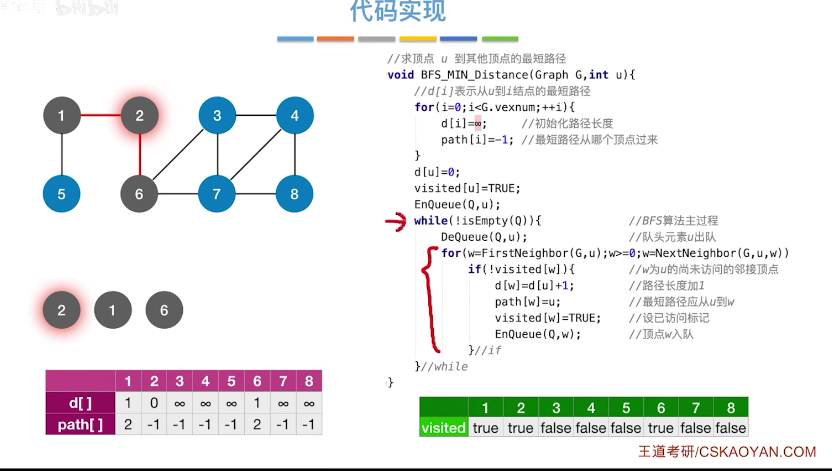 代码实现
//求顶点 u 到其他顶点的最短路径
void BFS_MIN_Distance(Graph G,int u){
//d[i]表示从u到i结点的最短路径
for(i=0;i<G.vexnum;++i){
d[i]=∞; //初始化路径长度
path[i]=-1; //最短路径从哪个顶点过来
}
d[u]=0;
visited[u]=TRUE;
EnQueue(Q,u);
while(!isEmpty(Q)){ //BFS算法主过程
DeQueue(Q,u); //队头元素u出队
for(w=FirstNeighbor(G,u);w>=0;w=NextNeighbor(G,u,w))
if(!visited[w]){ //w为u的尚未访问的邻接顶点
d[w]=d[u]+1; //路径长度加1
path[w]=u; //最短路径应从u到w
visited[w]=TRUE; //设已访问标记
EnQueue(Q,w); //顶点w入队
}//if
}//while
}
1 2 3 4
5 6 7 8
2 1 6
1 2 3 4 5 6 7 8
d[ ] 1 0 ∞ ∞ ∞ 1 ∞ ∞
path[ ] 2 -1 -1 -1 -1 2 -1 -1
1 2 3 4 5 6 7 8
visited true true false false false true false false
王道考研/CSKAOYAN.COM